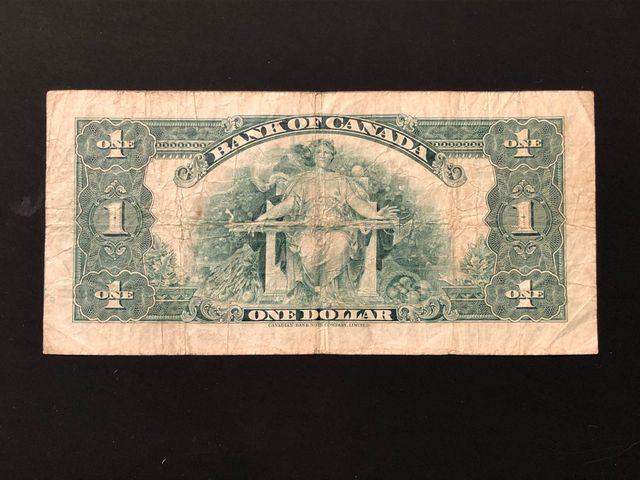 BANK OF CANADA
1 ONE
1 ONE
1
1
1 ONE
1 ONE
ONE DOLLAR
CANADIAN BANK NOTE COMPANY, LIMITED